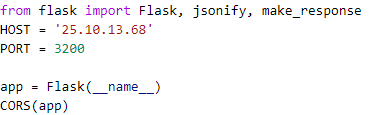 from flask import Flask, jsonify, make_response
HOST = '25.10.13.68'
PORT = 3200
app = Flask(__name__)
CORS(app)